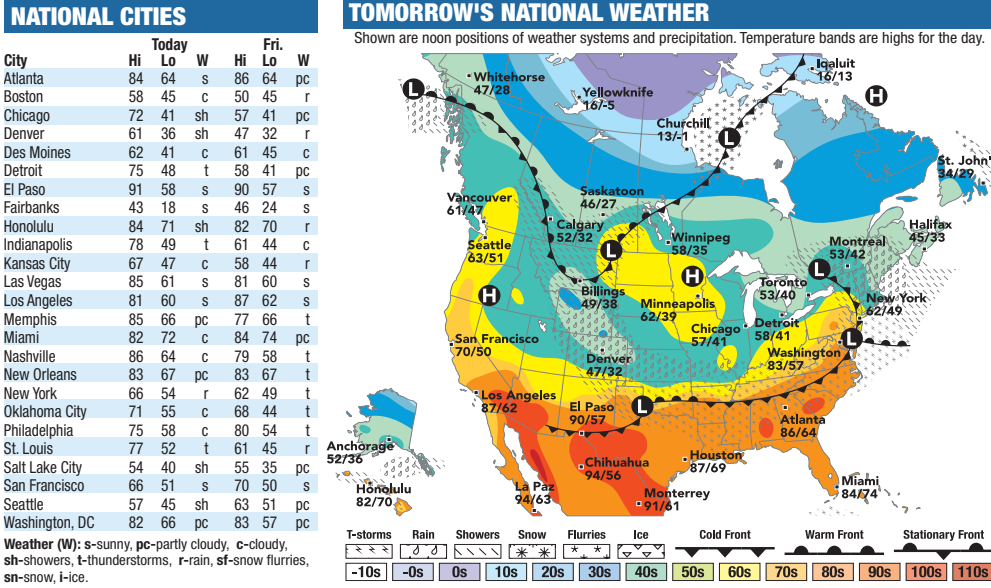 NATIONAL CITIES
Today Fri.
City Hi Lo W Hi Lo W
Atlanta 84 64 s 86 64 pc
Boston 58 45 c 50 45 r
Chicago 72 41 sh 57 41 pc
Denver 61 36 sh 47 32 r
Des Moines 62 41 c 61 45 c
Detroit 75 48 t 58 41 pc
El Paso 91 58 s 90 57 s
Fairbanks 43 18 s 46 24 s
Honolulu 84 71 sh 82 70 r
Indianapolis 78 49 t 61 44 c
Kansas City 67 47 c 58 44 r
Las Vegas 85 61 s 81 60 s
Los Angeles 81 60 s 87 62 s
Memphis 85 66 pc 77 66 t
Miami 82 72 c 84 74 pc
Nashville 86 64 c 79 58 t
New Orleans 83 67 pc 83 67 t
New York 66 54 r 62 49 t
Oklahoma City 71 55 c 68 44 t
Philadelphia 75 58 c 80 54 t
St. Louis 77 52 t 61 45 r
Salt Lake City 54 40 sh 55 35 pc
San Francisco 66 51 s 70 50 s
Seattle 57 45 sh 63 51 pc
Washington, DC 82 66 pc 83 57 pc
Weather (W): s-sunny, pc-partly cloudy, c-cloudy,
sh-showers, t-thunderstorms, r-rain, sf-snow flurries,
sn-snow, i-ice.
TOMORROW'S NATIONAL WEATHER
Shown are noon positions of weather systems and precipitation. Temperature bands are highs for the day.
Iqaluit
16/13
Whitehorse
47/28
L
Yellowknife
16/-5
H
Churchill
13/-1
L
St. John's
34/29
Vancouver
61/47
Saskatoon
46/27
Calgary
52/32
Halifax
45/33
Seattle
63/51
Winnipeg
58/35
Montreal
53/42
L
L
H
Toronto
53/40
H
Billings
49/38
Minneapolis
62/39
New York
62/49
Chicago
57/41
Detroit
58/41
San Francisco
70/50
L
Denver
47/32
Washington
83/57
Los Angeles
87/62
El Paso
90/57
L
Atlanta
86/64
Anchorage
52/36
Chihuahua
94/56
Houston
87/69
Honolulu
82/70
La Paz
94/63
Monterrey
91/61
Miami
84/74
T-storms Rain Showers Snow Flurries Ice Cold Front Warm Front Stationary Front
-10s -0s 0s 10s 20s 30s 40s 50s 60s 70s 80s 90s 100s 110s